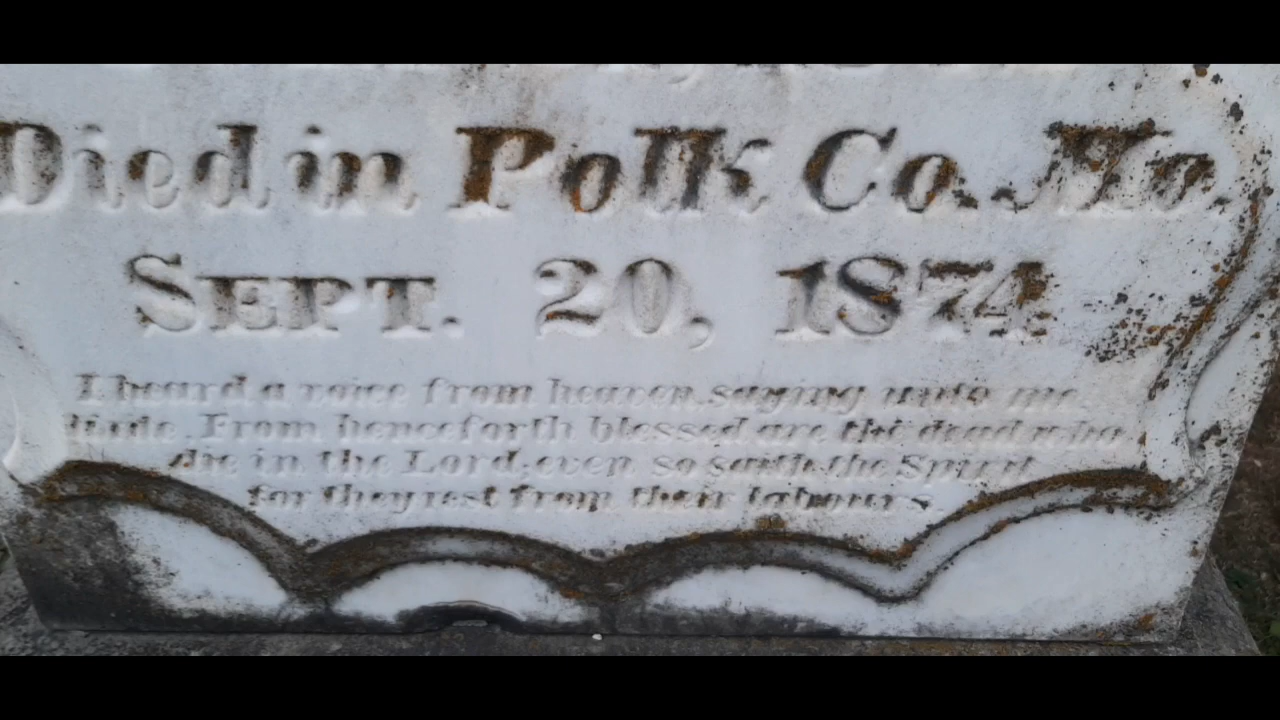 Died in Polk Co. Mo.
SEPT. 20, 1874.
I heard a voice from heaven, saying unto me,
From henceforth blessed are the dead who
die in the Lord, even so saith the Spirit
for they rest from their labours.